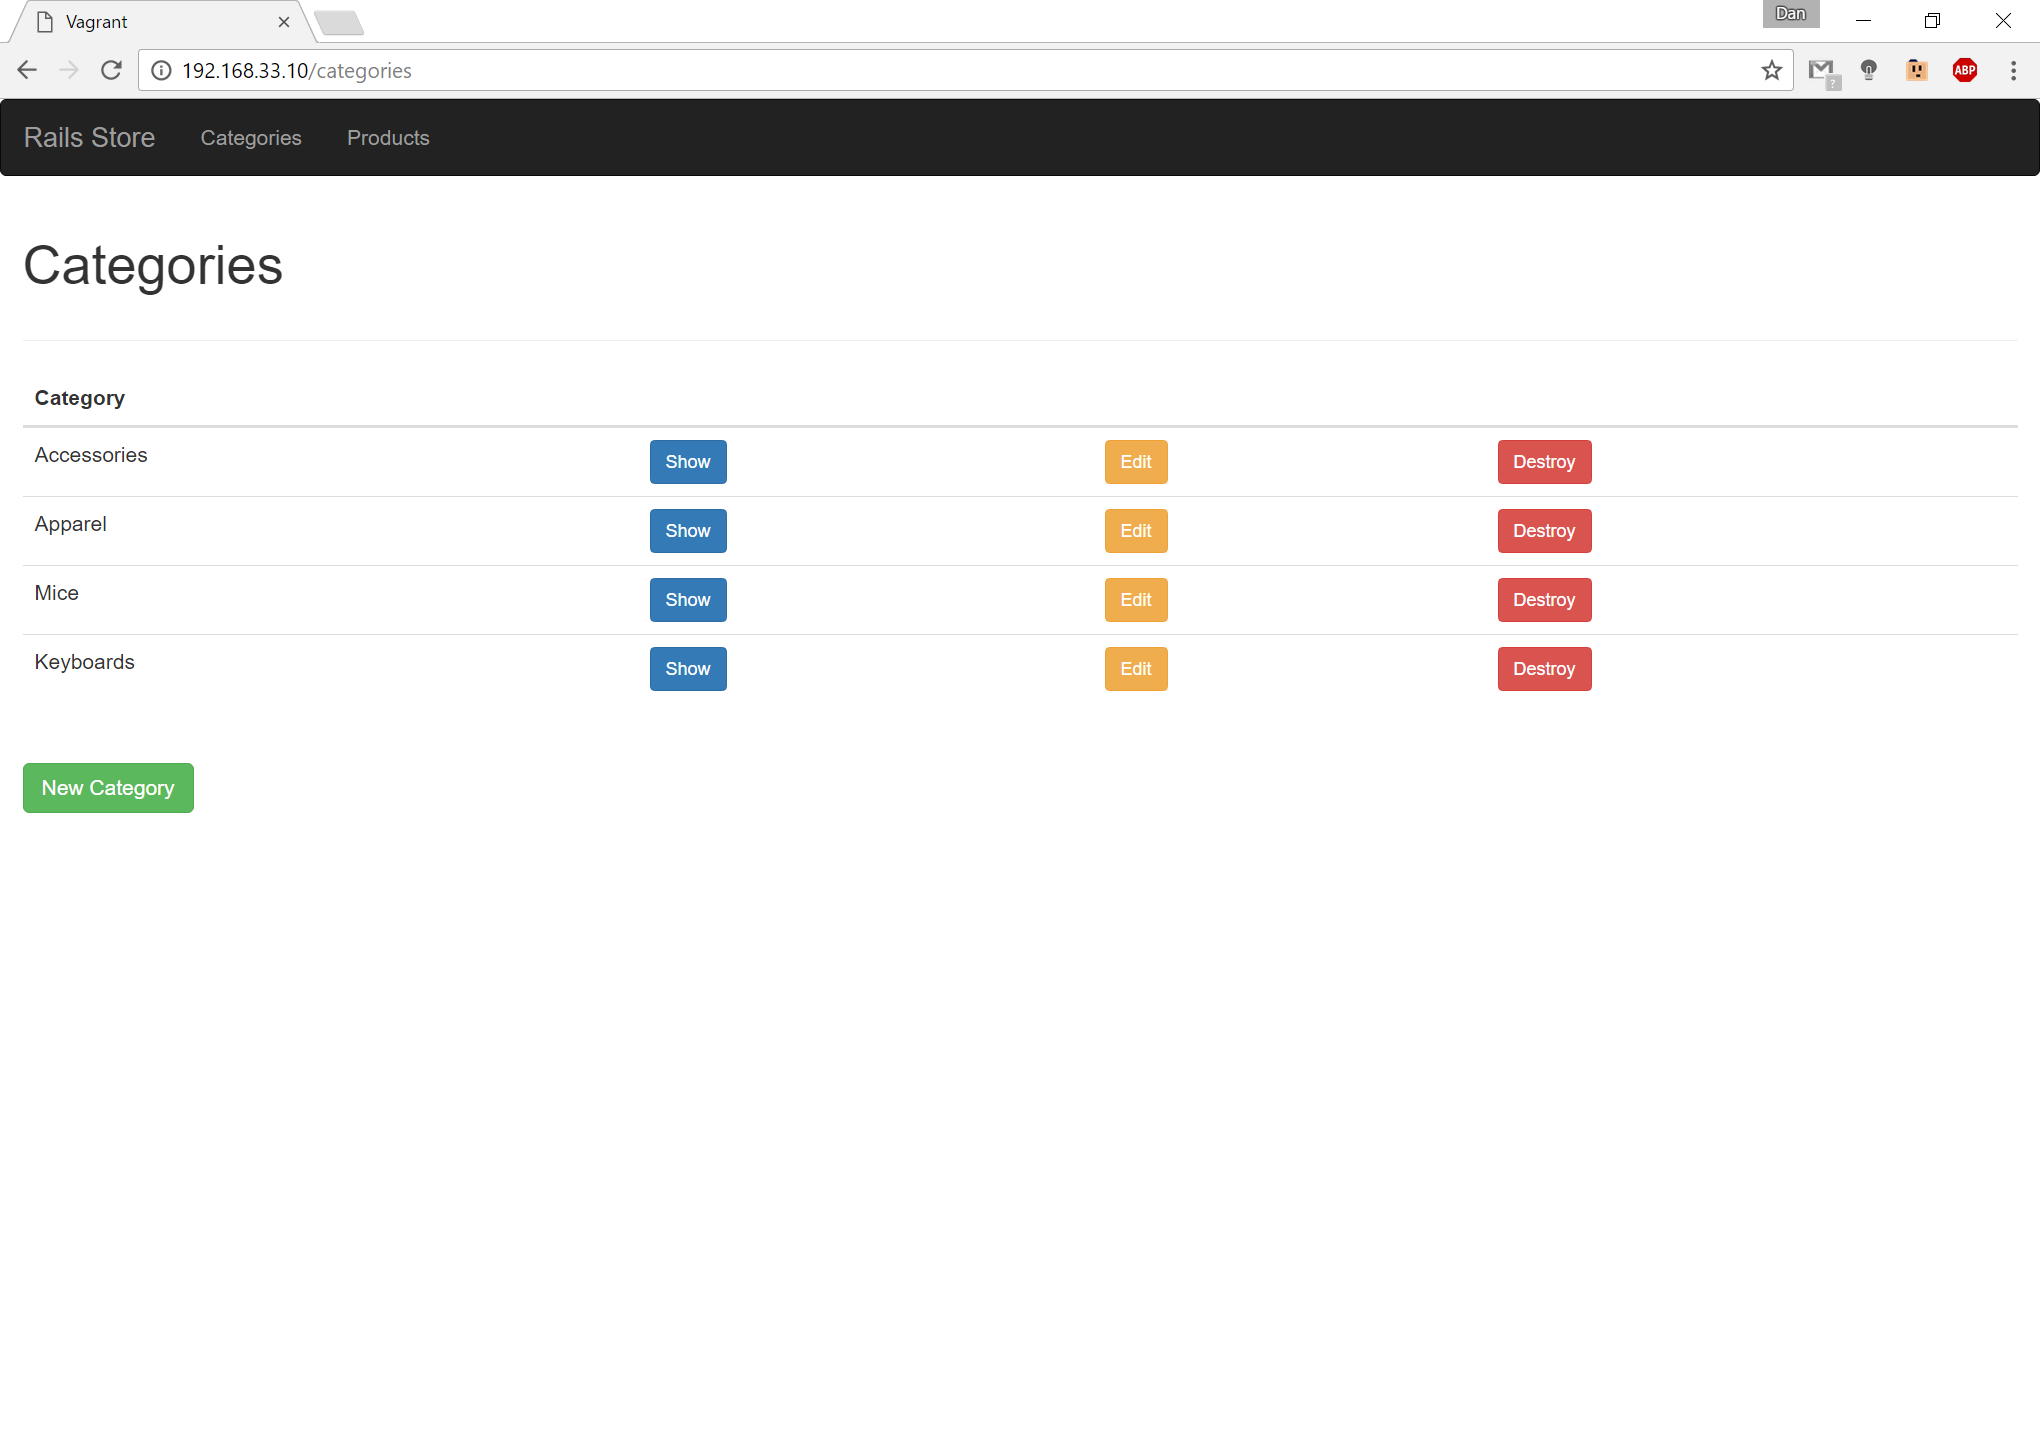 Vagrant
Dan
192.168.33.10/categories
?
ABP
Rails Store Categories Products
Categories
Category
Accessories Show Edit Destroy
Apparel Show Edit Destroy
Mice Show Edit Destroy
Keyboards Show Edit Destroy
New Category